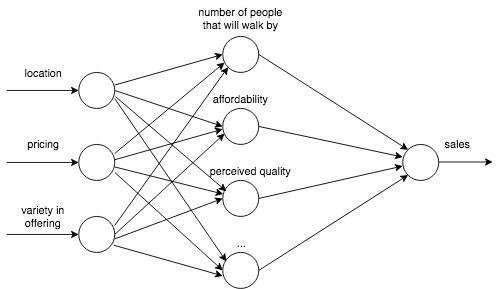 number of people
that will walk by
location
affordability
pricing
sales
perceived quality
variety in
offering
...